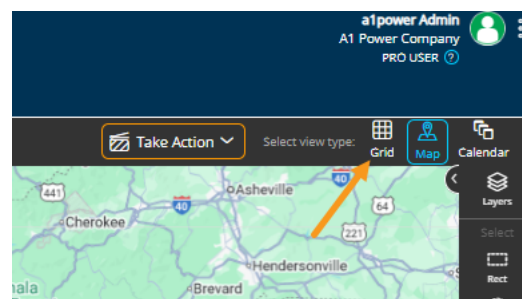 a1power Admin
A1 Power Company
PRO USER ?
Take Action
Select view type:
Grid
Map
Calendar
441
Asheville
40
40
64
Layers
Cherokee
221
Select
Hendersonville
Rect
Brevard